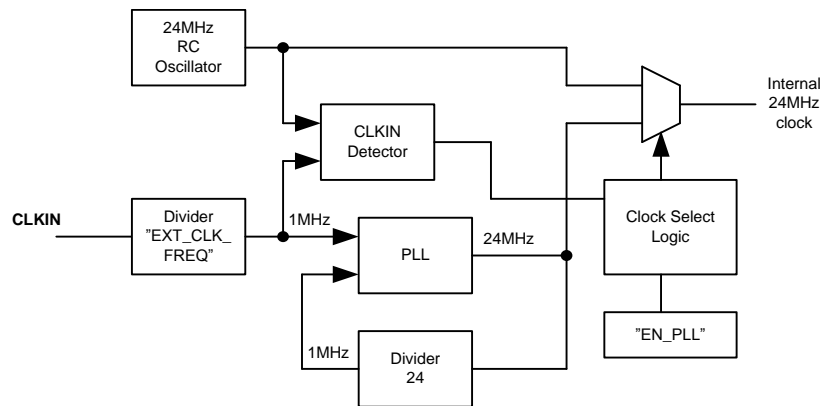 24MHz
RC
Oscillator
CLKIN
Detector
Internal
24MHz
clock
CLKIN
Divider
"EXT_CLK_
FREQ"
1MHz
PLL
24MHz
Clock Select
Logic
1MHz
Divider
24
"EN_PLL"